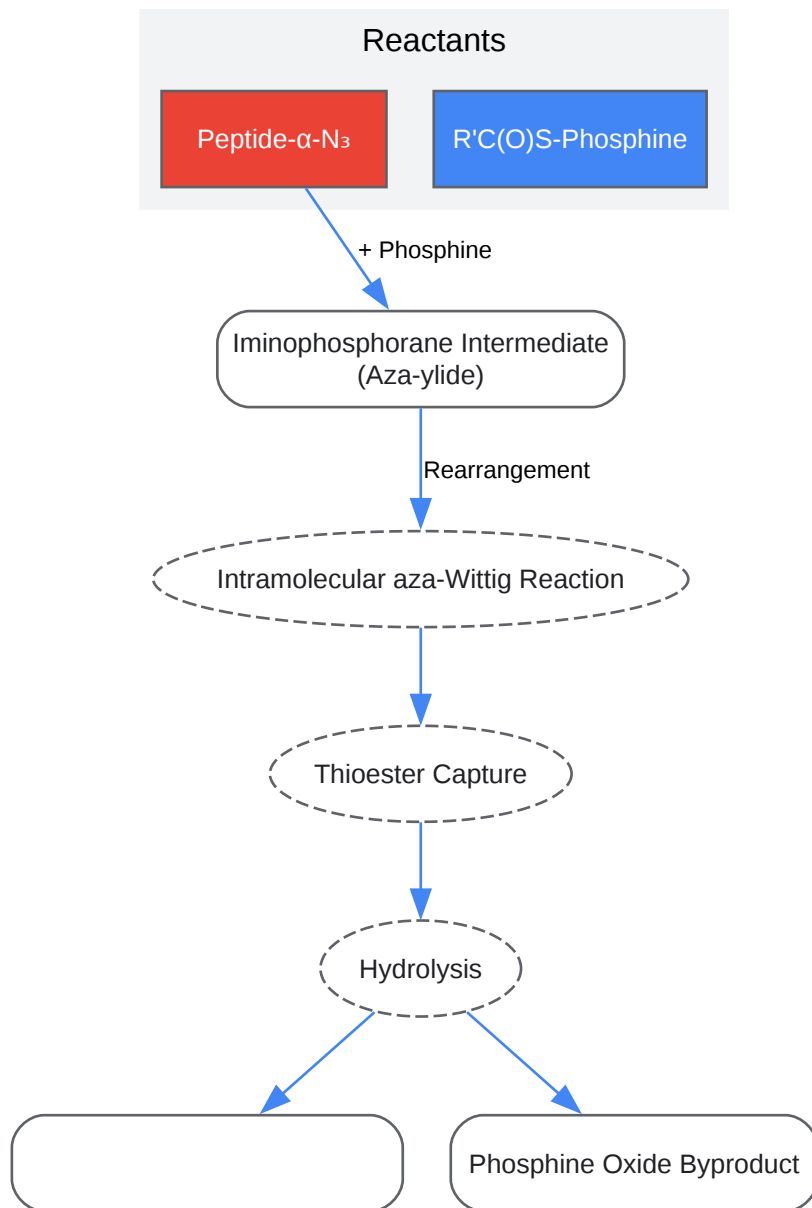 Reactants
Peptide-α-N₃
R'C(O)S-Phosphine
+ Phosphine
Iminophosphorane Intermediate
(Aza-ylide)
Rearrangement
Intramolecular aza-Wittig Reaction
Thioester Capture
Hydrolysis
Phosphine Oxide Byproduct